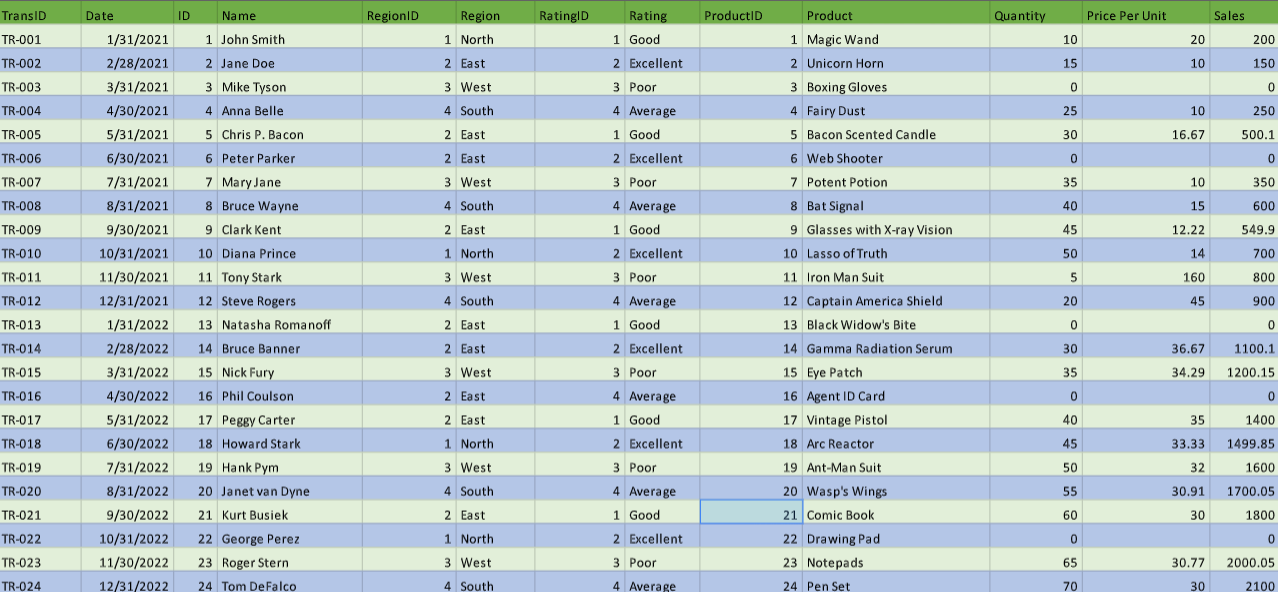 TransID Date ID Name RegionID Region RatingID Rating ProductID Product Quantity Price Per Unit Sales
TR-001 1/31/2021 1 John Smith 1 North 1 Good 1 Magic Wand 10 20 200
TR-002 2/28/2021 2 Jane Doe 2 East 2 Excellent 2 Unicorn Horn 15 10 150
TR-003 3/31/2021 3 Mike Tyson 3 West 3 Poor 3 Boxing Gloves 0 0
TR-004 4/30/2021 4 Anna Belle 4 South 4 Average 4 Fairy Dust 25 10 250
TR-005 5/31/2021 5 Chris P. Bacon 2 East 1 Good 5 Bacon Scented Candle 30 16.67 500.1
TR-006 6/30/2021 6 Peter Parker 2 East 2 Excellent 6 Web Shooter 0 0
TR-007 7/31/2021 7 Mary Jane 3 West 3 Poor 7 Potent Potion 35 10 350
TR-008 8/31/2021 8 Bruce Wayne 4 South 4 Average 8 Bat Signal 40 15 600
TR-009 9/30/2021 9 Clark Kent 2 East 1 Good 9 Glasses with X-ray Vision 45 12.22 549.9
TR-010 10/31/2021 10 Diana Prince 1 North 2 Excellent 10 Lasso of Truth 50 14 700
TR-011 11/30/2021 11 Tony Stark 3 West 3 Poor 11 Iron Man Suit 5 160 800
TR-012 12/31/2021 12 Steve Rogers 4 South 4 Average 12 Captain America Shield 20 45 900
TR-013 1/31/2022 13 Natasha Romanoff 2 East 1 Good 13 Black Widow's Bite 0 0
TR-014 2/28/2022 14 Bruce Banner 2 East 2 Excellent 14 Gamma Radiation Serum 30 36.67 1100.1
TR-015 3/31/2022 15 Nick Fury 3 West 3 Poor 15 Eye Patch 35 34.29 1200.15
TR-016 4/30/2022 16 Phil Coulson 2 East 4 Average 16 Agent ID Card 0 0
TR-017 5/31/2022 17 Peggy Carter 2 East 1 Good 17 Vintage Pistol 40 35 1400
TR-018 6/30/2022 18 Howard Stark 1 North 2 Excellent 18 Arc Reactor 45 33.33 1499.85
TR-019 7/31/2022 19 Hank Pym 3 West 3 Poor 19 Ant-Man Suit 50 32 1600
TR-020 8/31/2022 20 Janet van Dyne 4 South 4 Average 20 Wasp's Wings 55 30.91 1700.05
TR-021 9/30/2022 21 Kurt Busiek 2 East 1 Good 21 Comic Book 60 30 1800
TR-022 10/31/2022 22 George Perez 1 North 2 Excellent 22 Drawing Pad 0 0
TR-023 11/30/2022 23 Roger Stern 3 West 3 Poor 23 Notepads 65 30.77 2000.05
TR-024 12/31/2022 24 Tom DeFalco 4 South 4 Average 24 Pen Set 70 30 2100